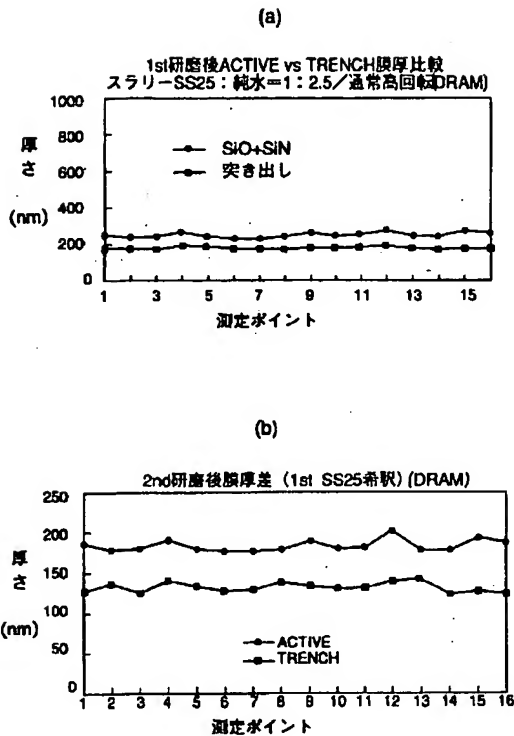 (a)
1st研磨後ACTIVE vs TRENCH膜厚比較
スラリーSS25：純水＝1：2.5／通常高回転DRAM)
1000
800
600
400
200
0
厚さ
(nm)
SiO+SiN
突き出し
1 3 5 7 9 11 13 15
測定ポイント
(b)
2nd研磨後膜厚差（1st SS25希釈）(DRAM)
250
200
150
100
50
0
厚さ
(nm)
ACTIVE
TRENCH
1 2 3 4 5 6 7 8 9 10 11 12 13 14 15 16
測定ポイント